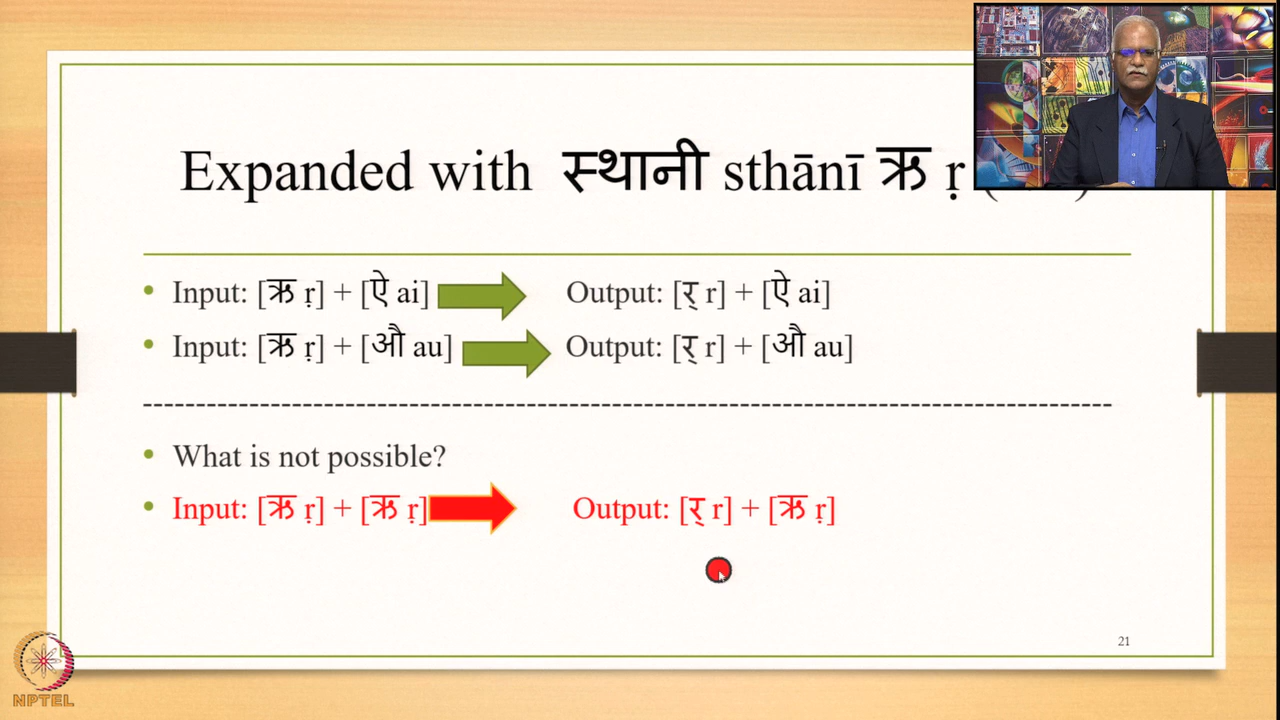 Expanded with स्थानी sthānī ऋ ṛ
• Input: [ऋ ṛ] + [ऐ ai] Output: [र् r] + [ऐ ai]
• Input: [ऋ ṛ] + [औ au] Output: [र् r] + [औ au]
--------------------------------------------------------------------------------
• What is not possible?
• Input: [ऋ ṛ] + [ऋ ṛ] Output: [र् r] + [ऋ ṛ]
21
NPTEL